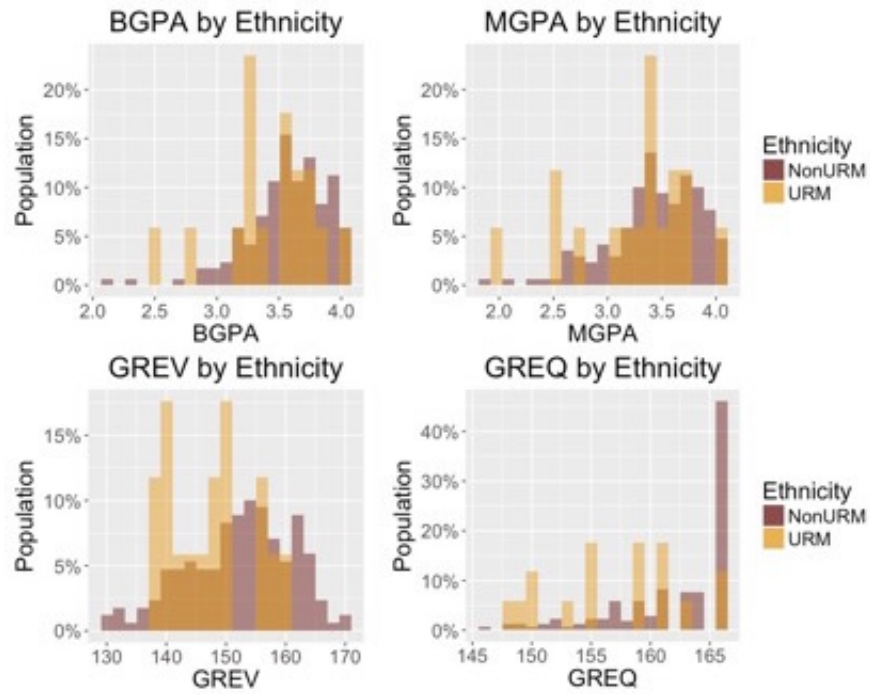 BGPA by Ethnicity
Population
20%
15%
10%
5%
0%
2.0 2.5 3.0 3.5 4.0
BGPA
MGPA by Ethnicity
Population
20%
15%
10%
5%
0%
2.0 2.5 3.0 3.5 4.0
MGPA
Ethnicity
NonURM
URM
GREV by Ethnicity
Population
15%
10%
5%
0%
130 140 150 160 170
GREV
GREQ by Ethnicity
Population
40%
30%
20%
10%
0%
145 150 155 160 165
GREQ
Ethnicity
NonURM
URM